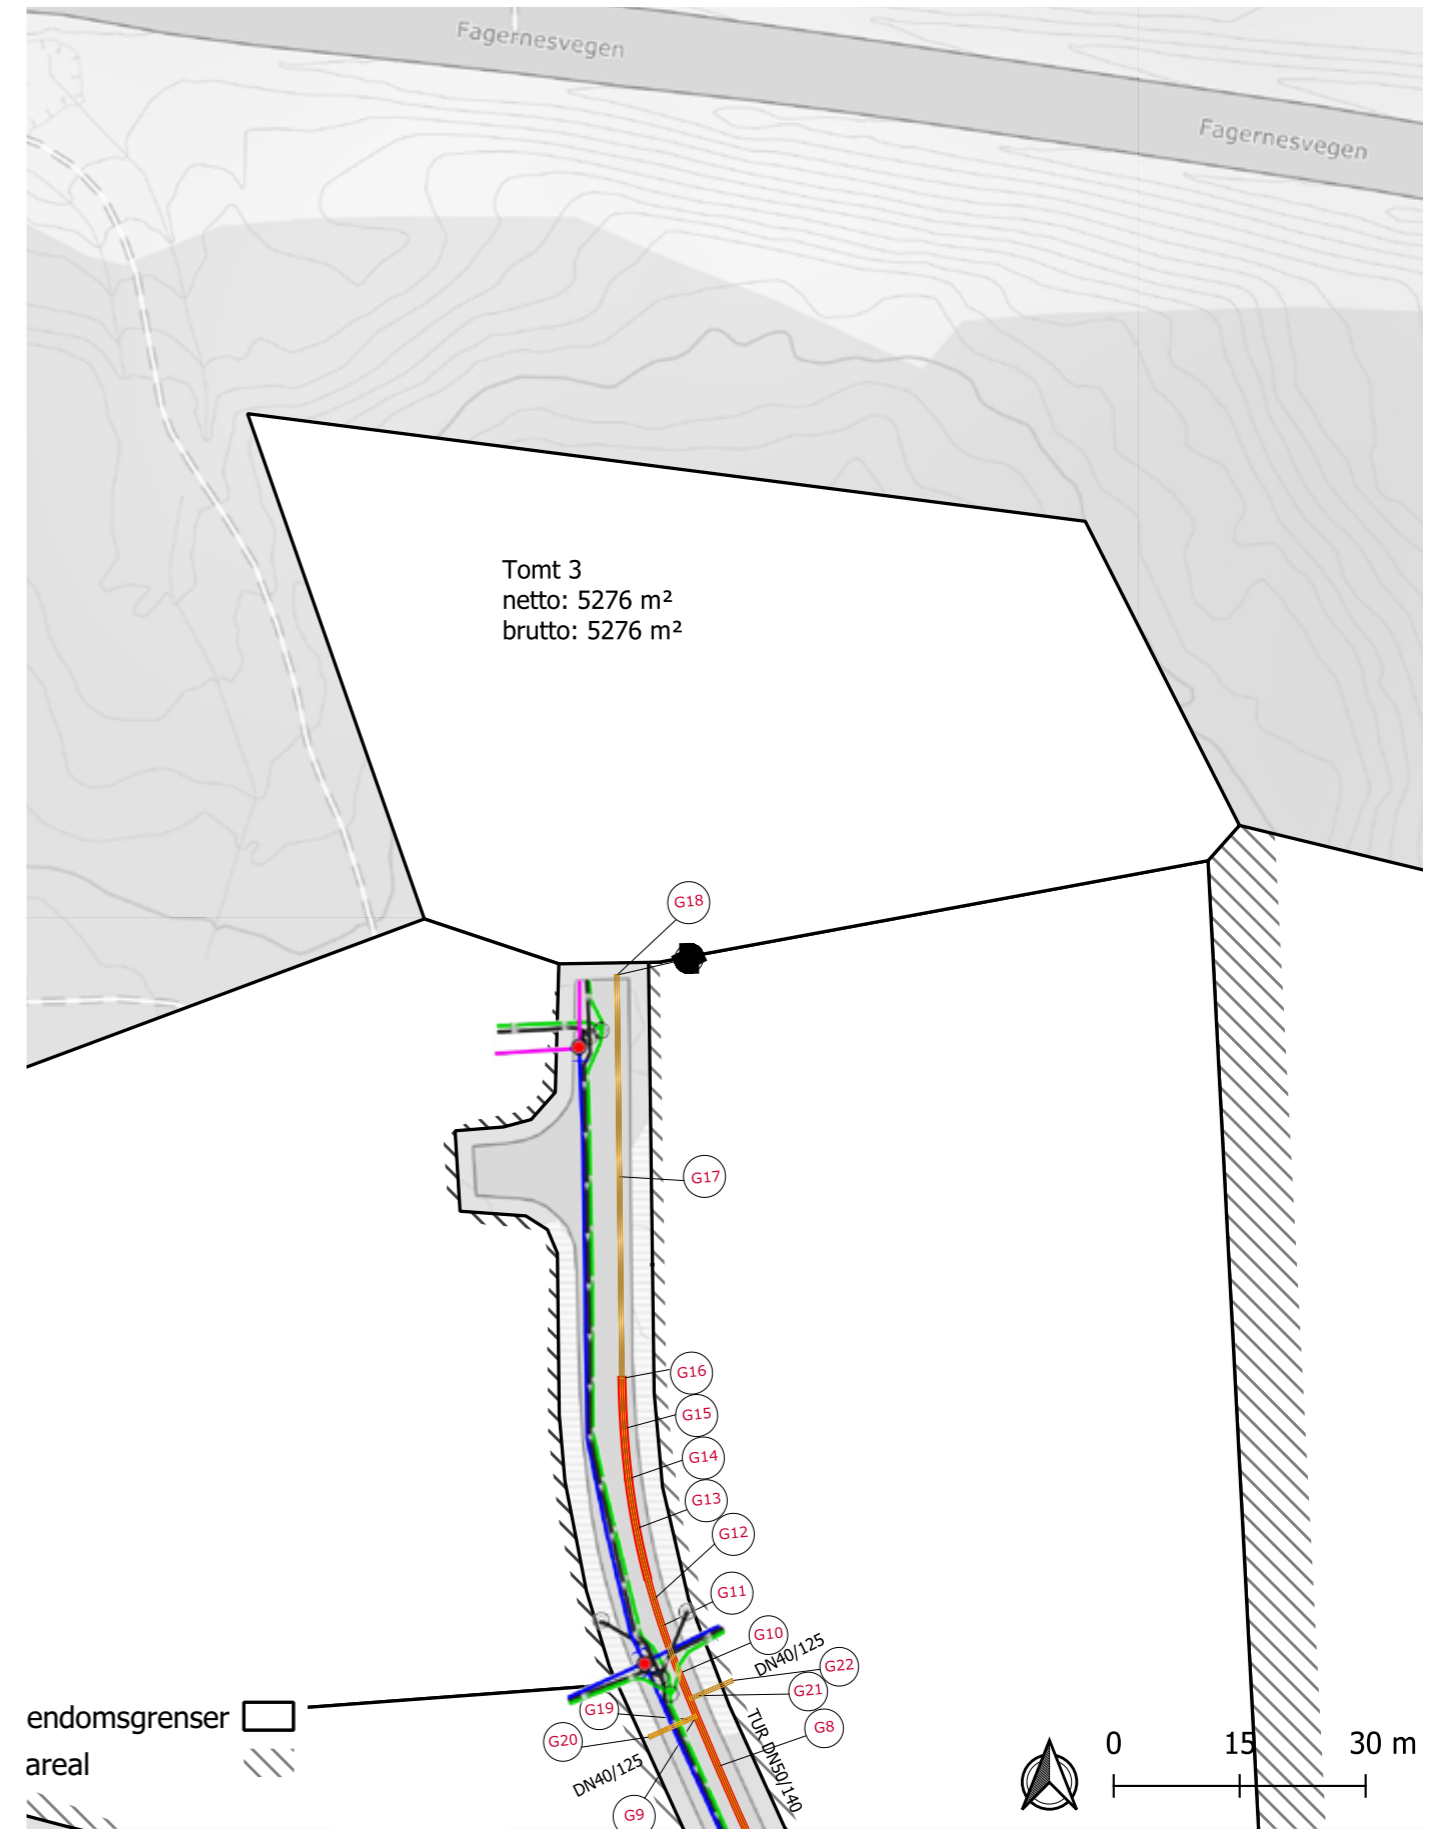 Fagernesvegen
Fagernesvegen
Tomt 3
netto: 5276 m²
brutto: 5276 m²
G18
G17
G16
G15
G14
G13
G12
G11
G10
DN40/125
G22
G21
G19
G20
TUR DN50/140
G8
DN40/125
G9
endomsgrenser
areal
0 15 30 m